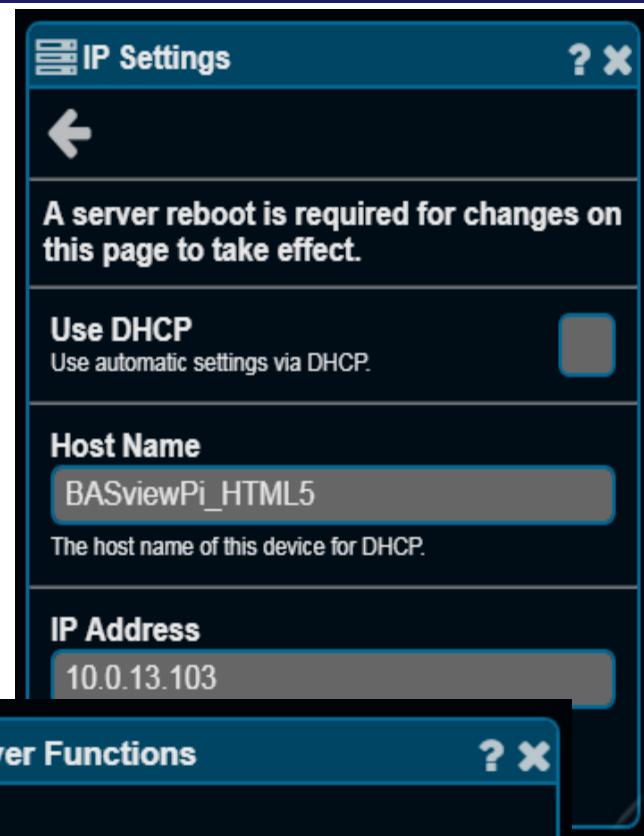 IP Settings ? ✖
A server reboot is required for changes on
this page to take effect.
Use DHCP
Use automatic settings via DHCP.
Host Name
BASviewPi_HTML5
The host name of this device for DHCP.
IP Address
10.0.13.103
Functions ? ✖